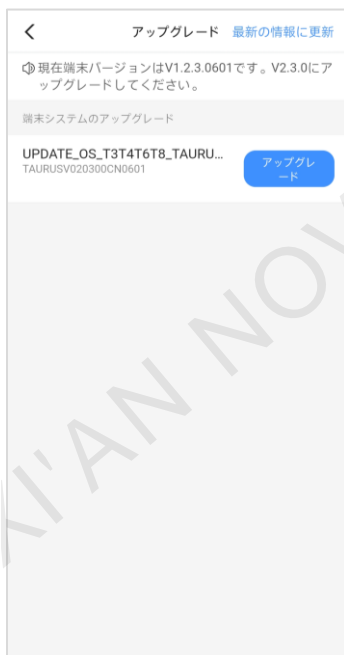 アップグレード 最新の情報に更新
現在端末バージョンはV1.2.3.0601です。V2.3.0にア
ップグレードしてください。
端末システムのアップグレード
UPDATE_OS_T3T4T6T8_TAURU...
TAURUSV020300CN0601
アップグレ
ード
XI'AN NOV